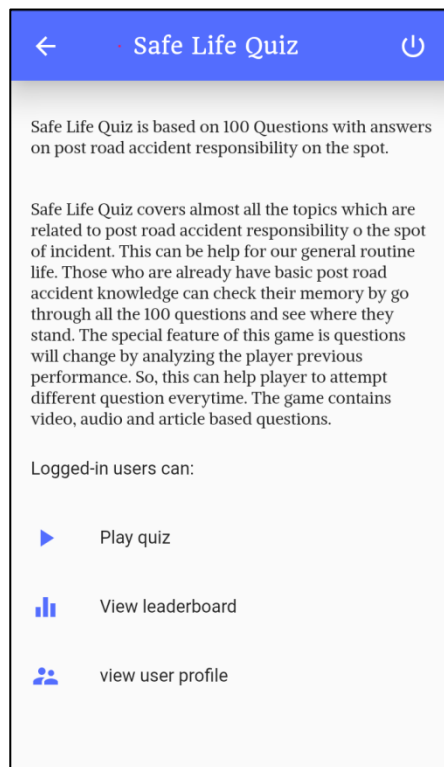 Safe Life Quiz
Safe Life Quiz is based on 100 Questions with answers
on post road accident responsibility on the spot.
Safe Life Quiz covers almost all the topics which are
related to post road accident responsibility o the spot
of incident. This can be help for our general routine
life. Those who are already have basic post road
accident knowledge can check their memory by go
through all the 100 questions and see where they
stand. The special feature of this game is questions
will change by analyzing the player previous
performance. So, this can help player to attempt
different question everytime. The game contains
video, audio and article based questions.
Logged-in users can:
Play quiz
View leaderboard
view user profile